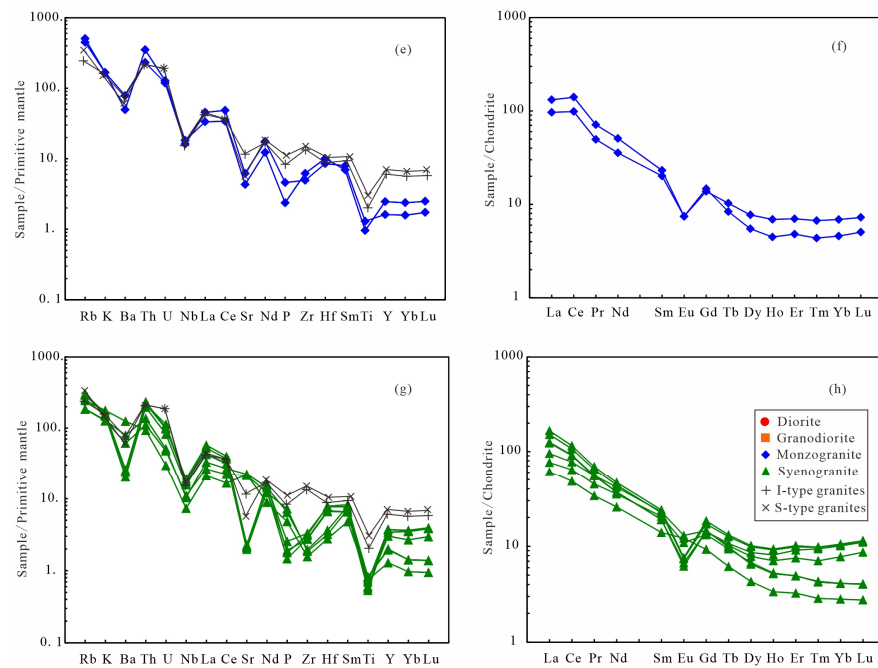 1000.
100.
10.
1.
0. 1
Sample/Primitive mantle
(e)
Rb K Ba Th U Nb La Ce Sr Nd P Zr Hf Sm Ti Y Yb Lu
1000
100
10
1
Sample/Chondrite
(f)
La Ce Pr Nd Sm Eu Gd Tb Dy Ho Er Tm Yb Lu
1000.
100.
10.
1.
0. 1
Sample/Primitive mantle
(g)
Rb K Ba Th U Nb La Ce Sr Nd P Zr Hf Sm Ti Y Yb Lu
1000
100
10
1
Sample/Chondrite
(h)
Diorite
Granodiorite
Monzogranite
Syenogranite
I-type granites
S-type granites
La Ce Pr Nd Sm Eu Gd Tb Dy Ho Er Tm Yb Lu